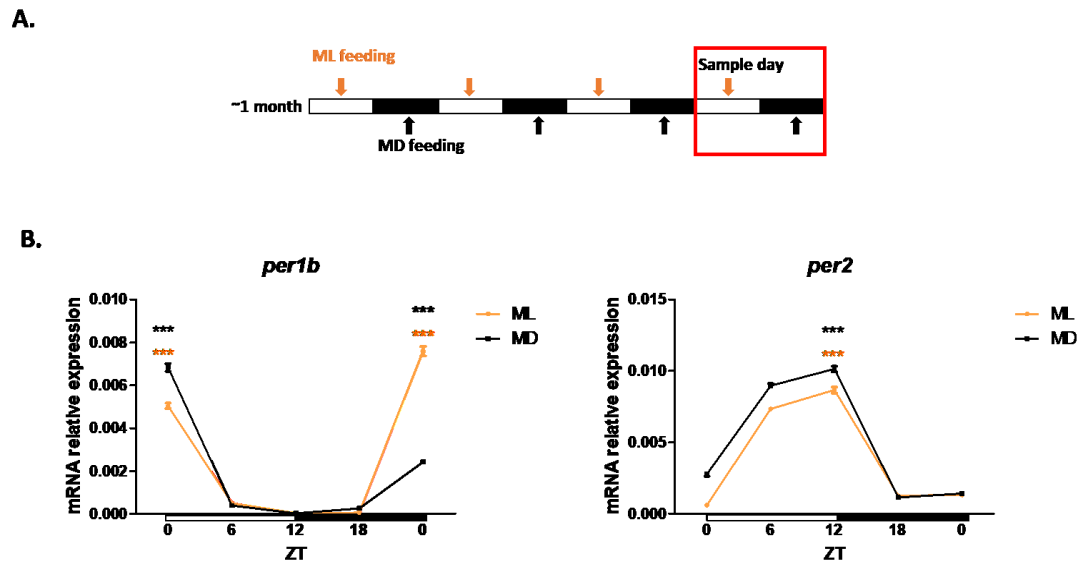 A.
ML feeding
Sample day
~1 month
MD feeding
B.
per1b
mRNA relative expression
0.010
0.008
0.006
0.004
0.002
0.000
***
***
***
***
ML
MD
0 6 12 18 0
ZT
per2
mRNA relative expression
0.015
0.010
0.005
0.000
***
***
ML
MD
0 6 12 18 0
ZT